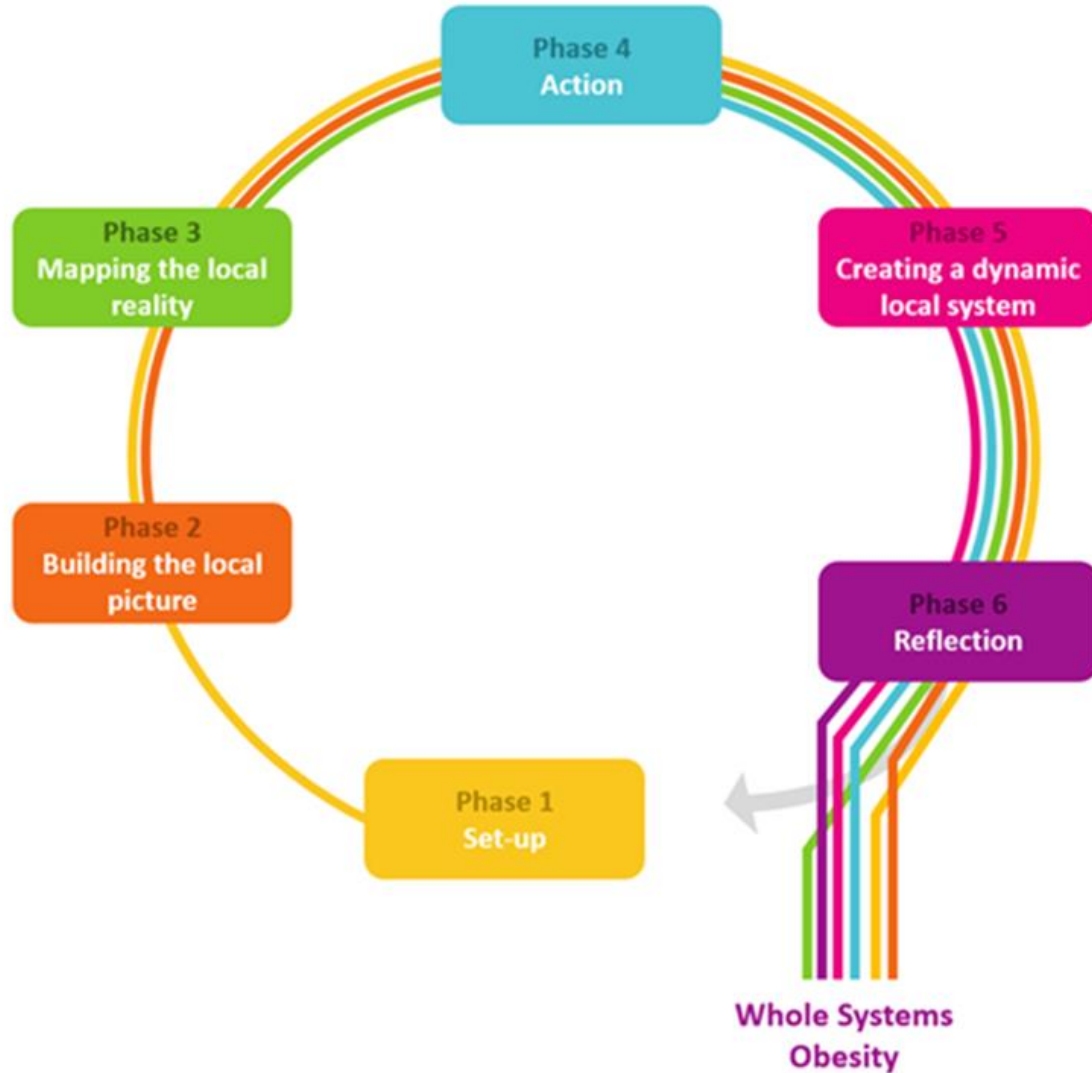 Phase 4
Action
Phase 3
Mapping the local
reality
Phase 5
Creating a dynamic
local system
Phase 2
Building the local
picture
Phase 6
Reflection
Phase 1
Set-up
Whole Systems
Obesity